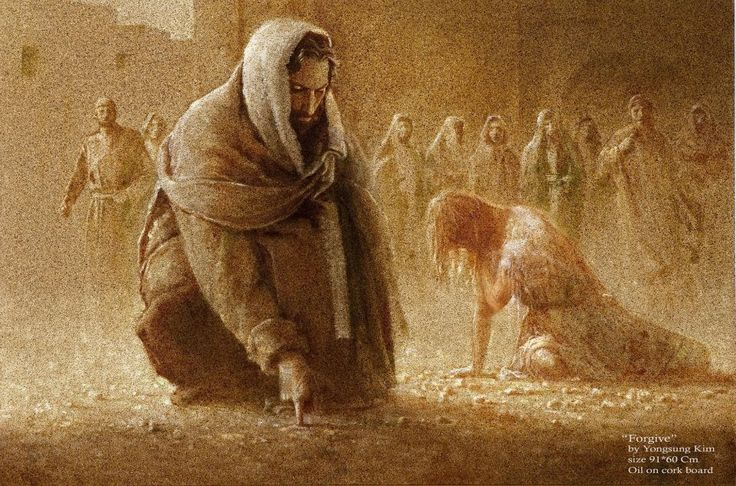 "Forgive"
by Yongsung Kim
size 91*60 Cm
Oil on cork board